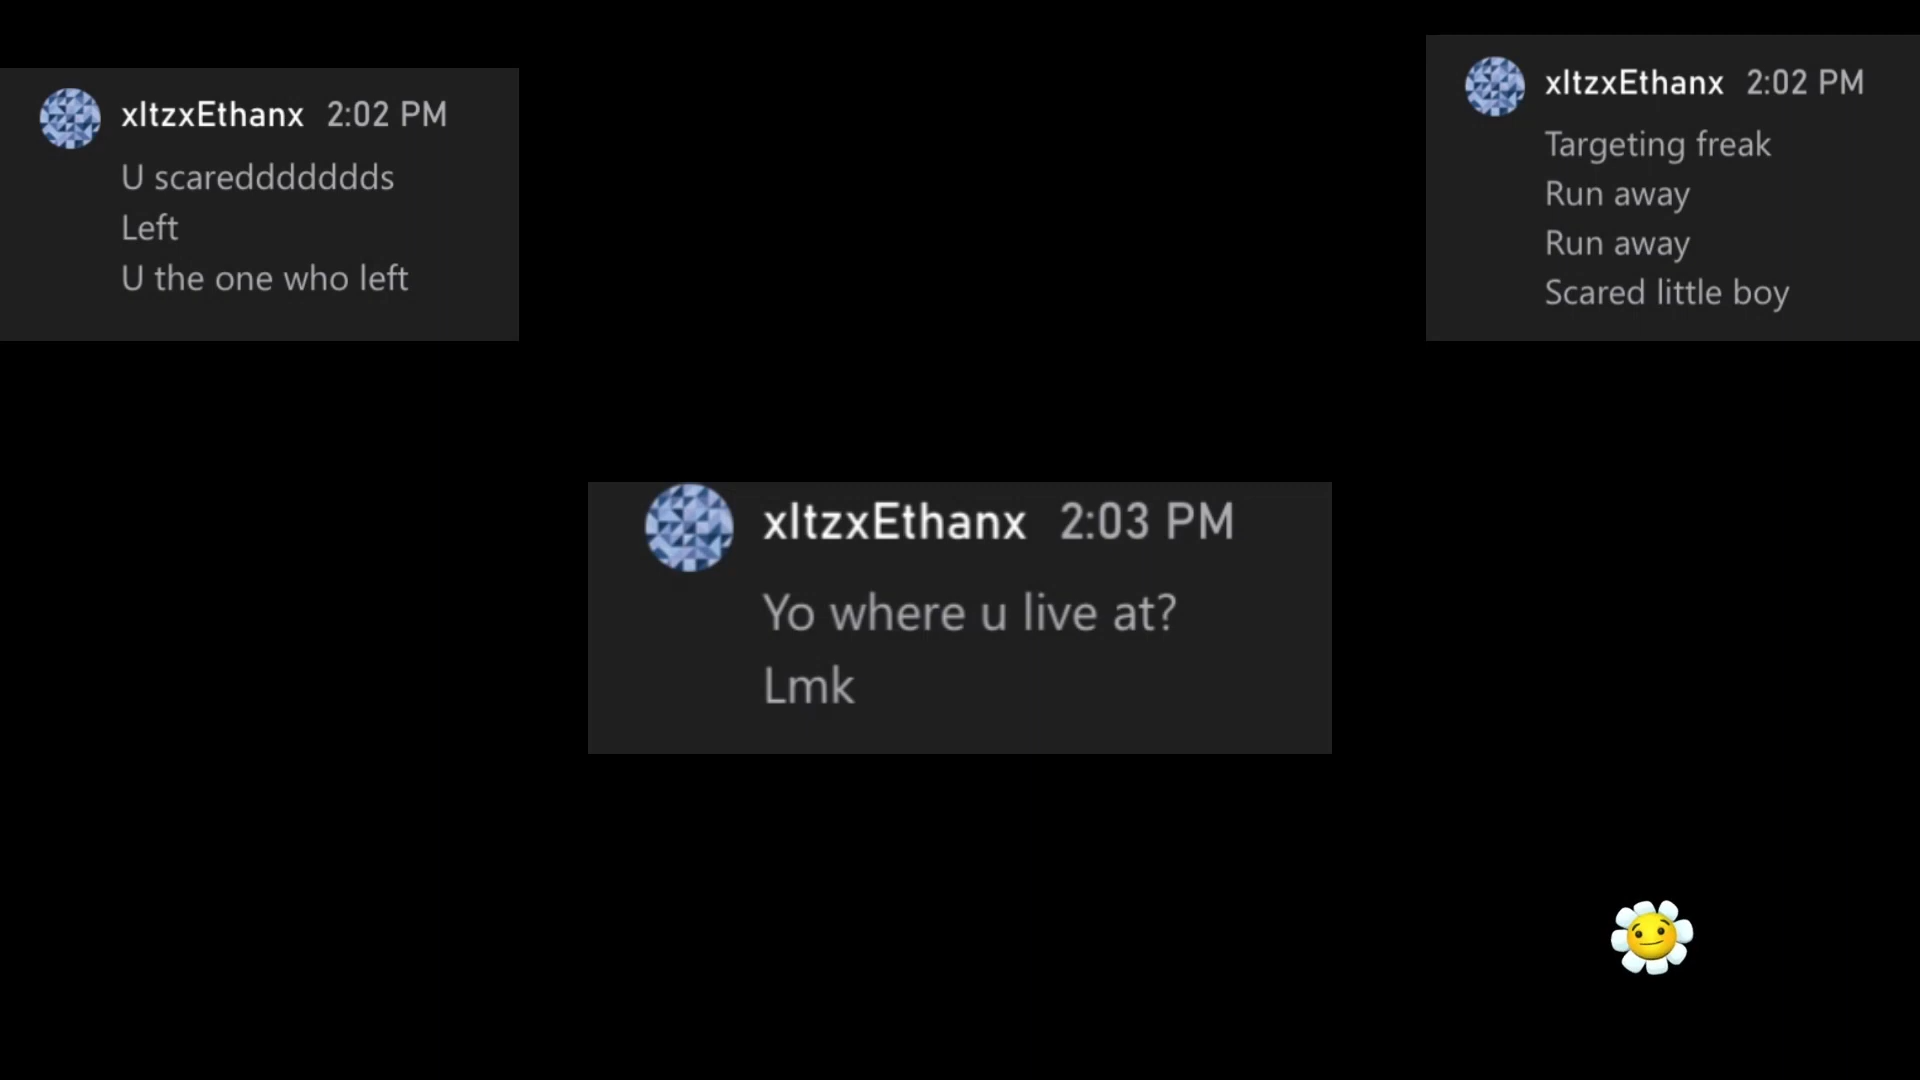 xItzxEthanx 2:02 PM
U scareddddddds
Left
U the one who left
xItzxEthanx 2:02 PM
Targeting freak
Run away
Run away
Scared little boy
xItzxEthanx 2:03 PM
Yo where u live at?
Lmk